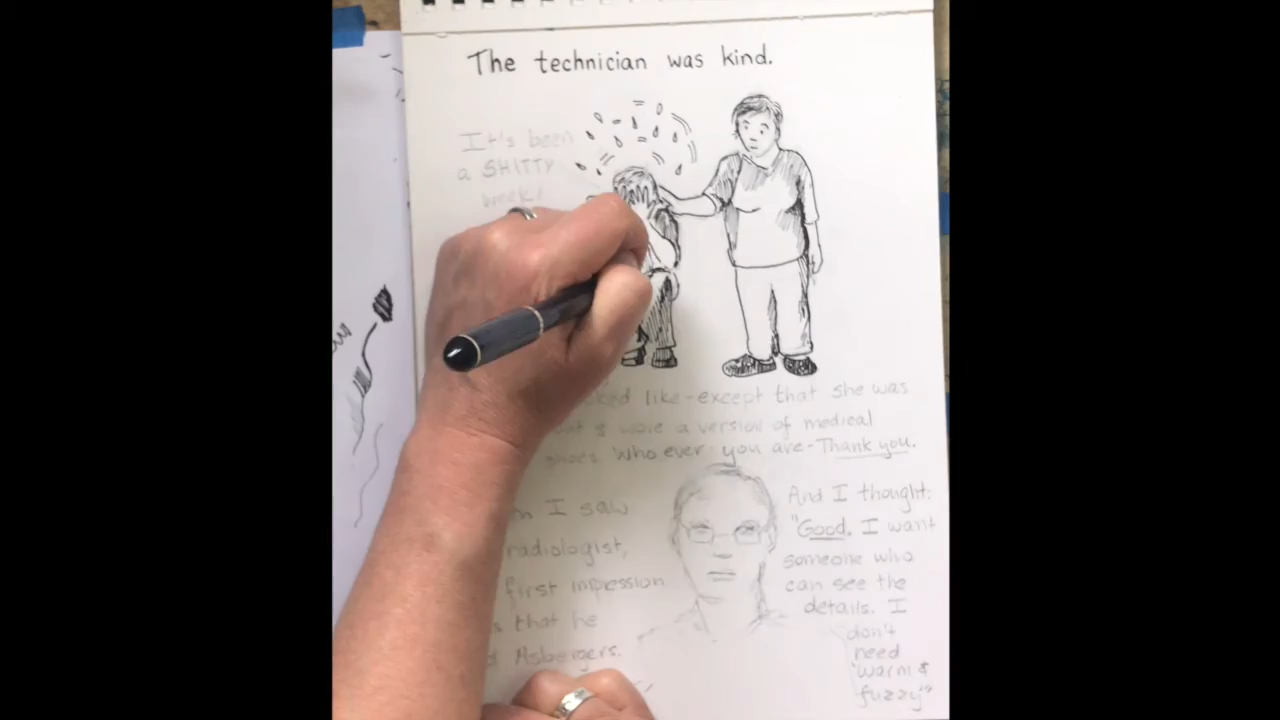 The technician was kind.
It's been
a SHITTY
week!
like - except that she was
wore a version of medical
shoes. Who ever you are - Thank you.
I saw
radiologist,
first impression
that he
Asbergers.
And I thought:
"Good. I want
someone who
can see the
details. I
don't
need
"warm &
fuzzy"